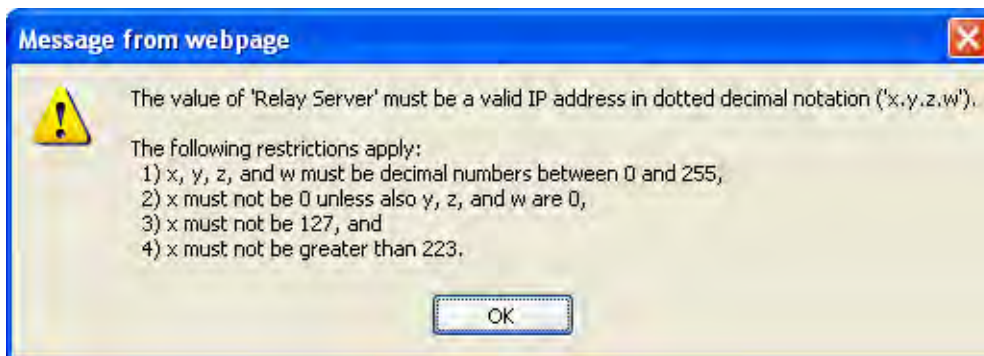 Message from webpage
The value of 'Relay Server' must be a valid IP address in dotted decimal notation ('x.y.z.w').
The following restrictions apply:
1) x, y, z, and w must be decimal numbers between 0 and 255,
2) x must not be 0 unless also y, z, and w are 0,
3) x must not be 127, and
4) x must not be greater than 223.
OK